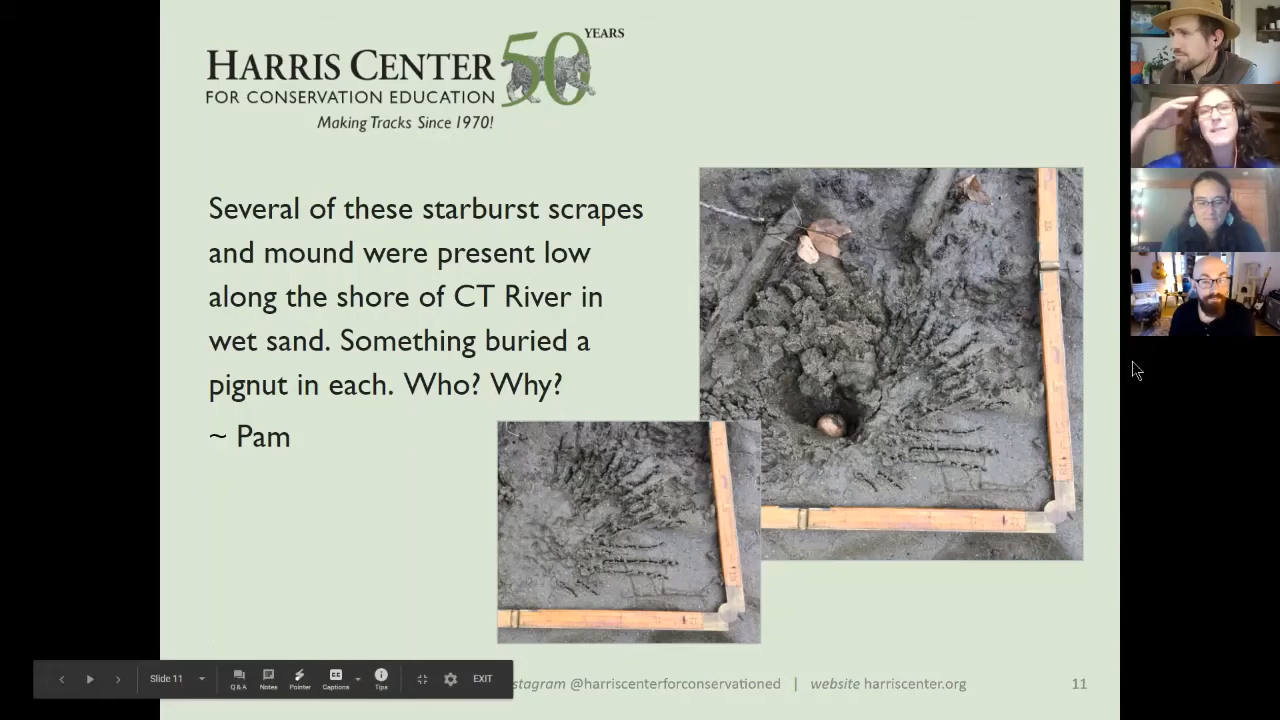 HARRIS CENTER
50
YEARS
FOR CONSERVATION EDUCATION
Making Tracks Since 1970!
Several of these starburst scrapes
and mound were present low
along the shore of CT River in
wet sand. Something buried a
pignut in each. Who? Why?
~ Pam
Slide 11
Q & A
Notes
Pointer
Captions
Tips
EXIT
@harriscenterforconservationed | website harriscenter.org
11